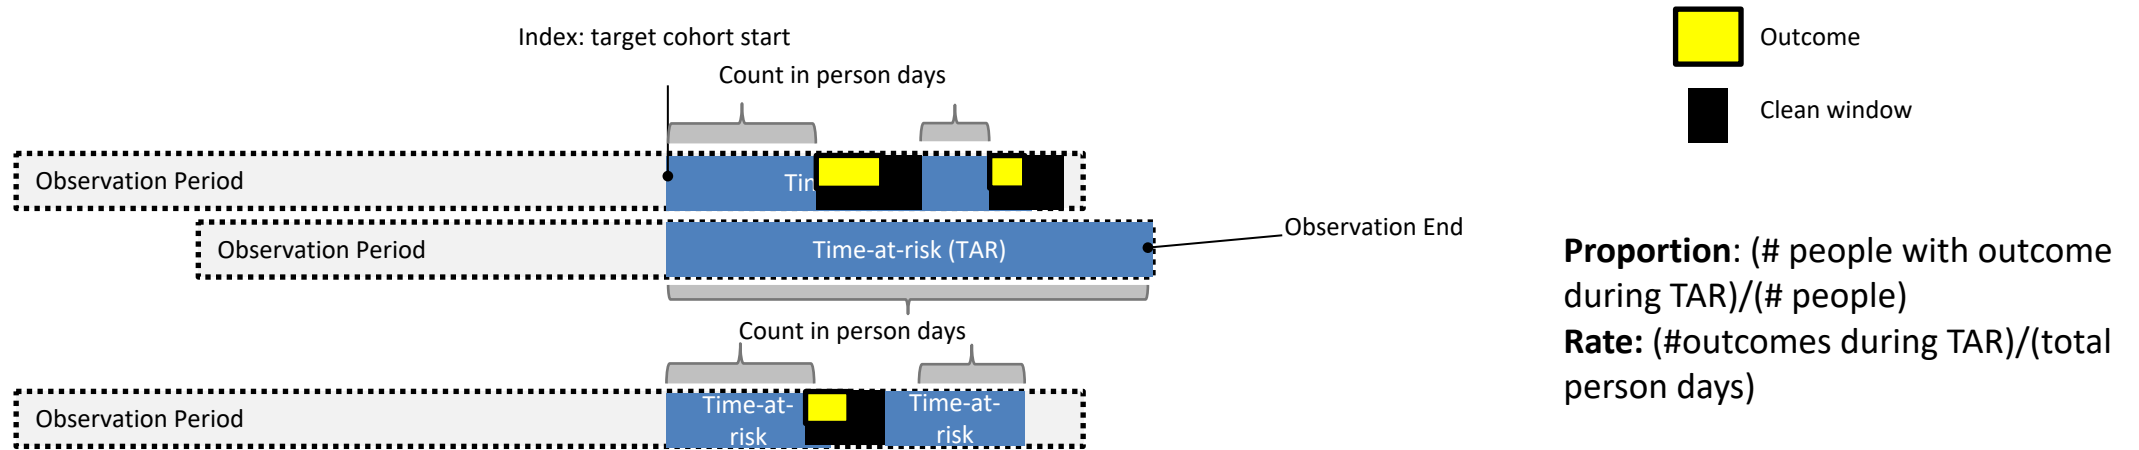 Index: target cohort start
Count in person days
Outcome
Clean window
Observation Period
Observation Period
Time-at-risk (TAR)
Observation End
Count in person days
Observation Period
Time-at-
risk
Time-at-
risk
Proportion: (# people with outcome
during TAR)/(# people)
Rate: (#outcomes during TAR)/(total
person days)